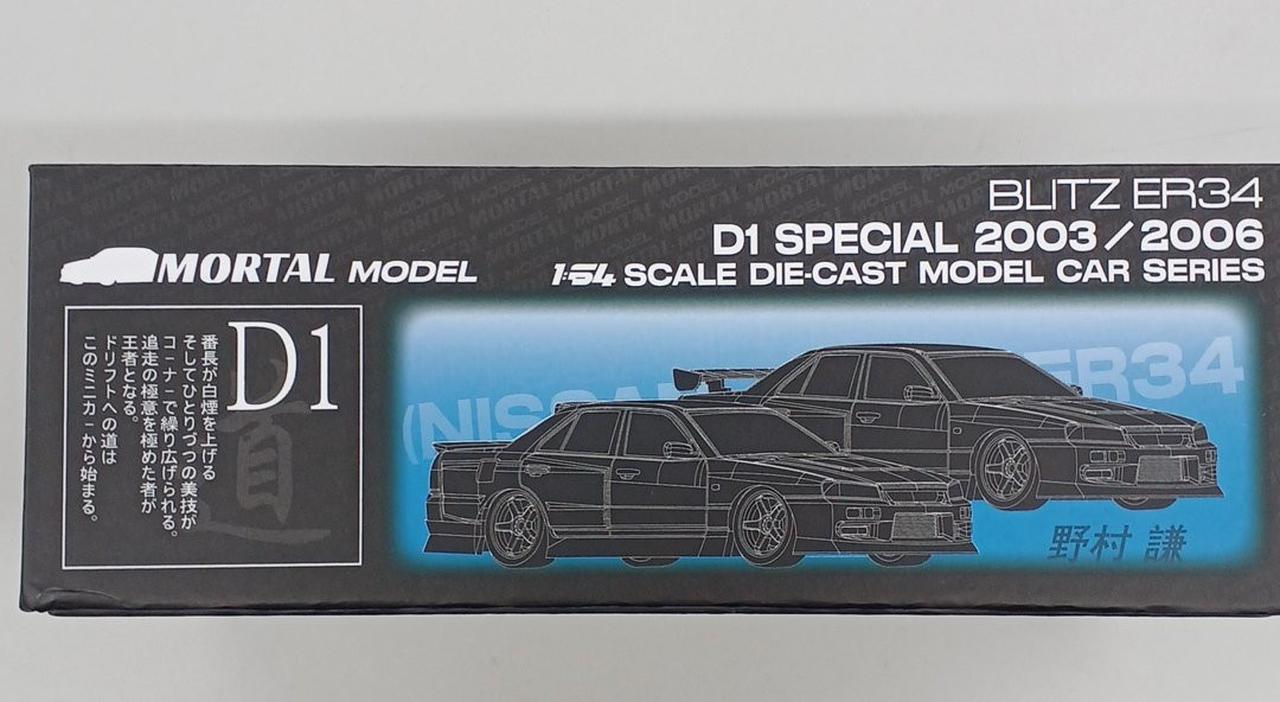 BLITZ ER34
D1 SPECIAL 2003/2006
1:64 SCALE DIE-CAST MODEL CAR SERIES
MORTAL MODEL
D1
道
番長が白煙を上げる
そしてひとりづつの美技が
コーナーで繰り広げられる。
追走の極意を極めた者が
王者となる。
ドリフトへの道は
このミニカーから始まる。
(NISSAN ER34
野村 謙